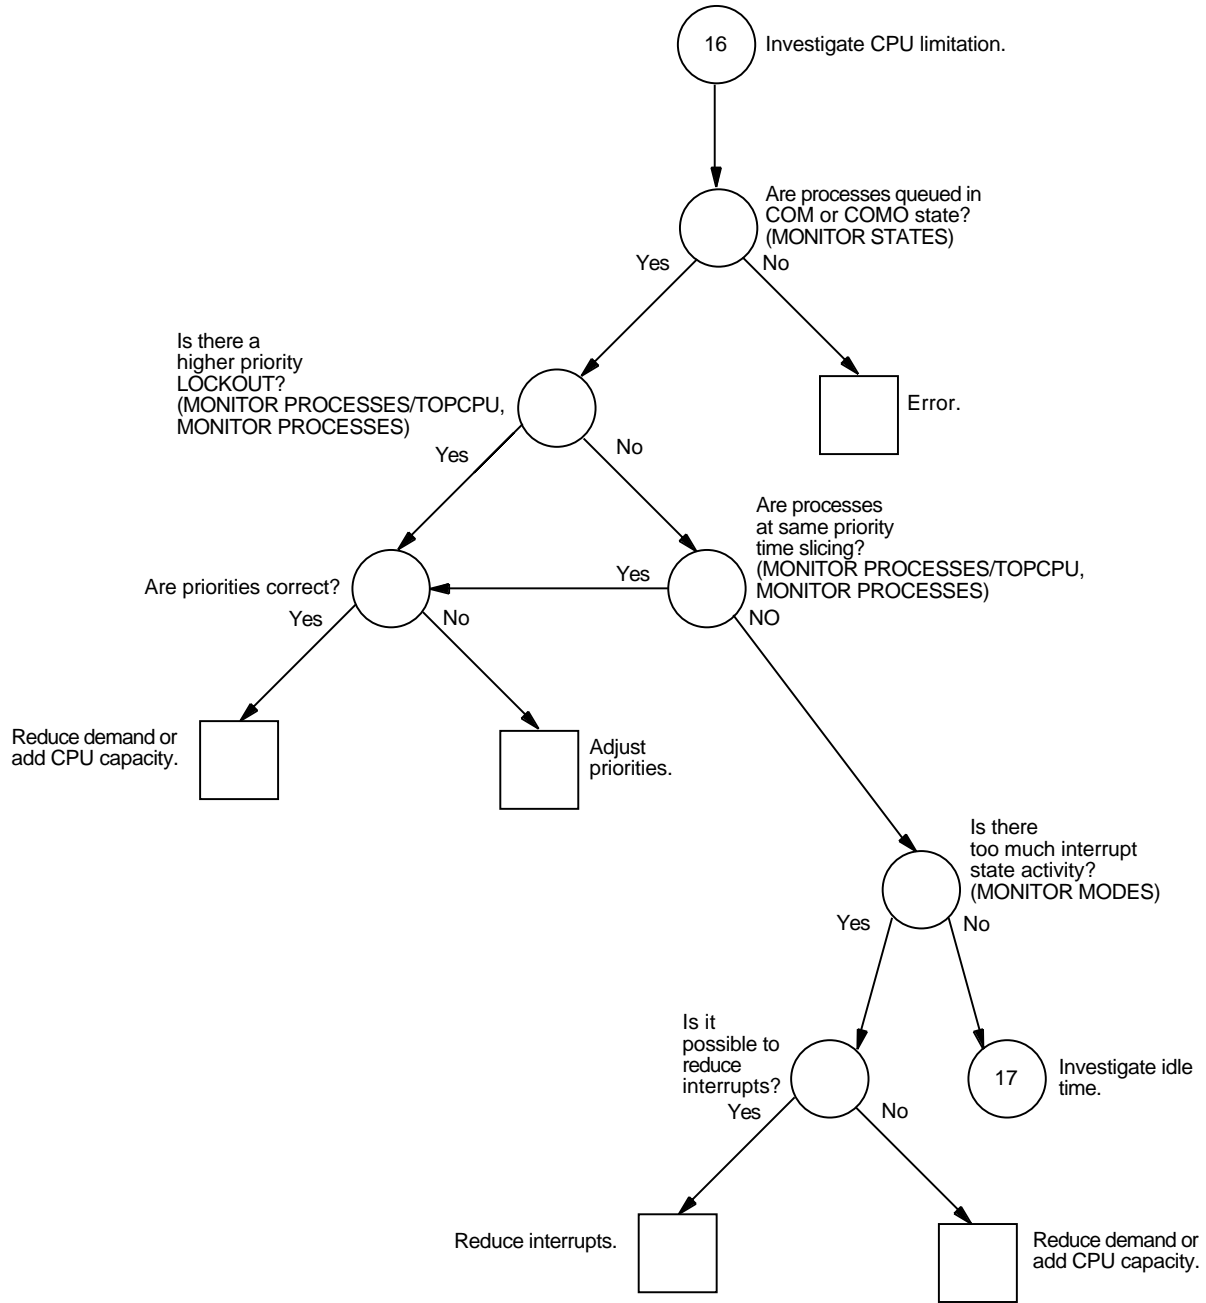 16
Investigate CPU limitation.
Are processes queued in
COM or COMO state?
(MONITOR STATES)
Yes
No
Is there a
higher priority
LOCKOUT?
(MONITOR PROCESSES/TOPCPU,
MONITOR PROCESSES)
Error.
Yes
No
Are processes
at same priority
time slicing?
(MONITOR PROCESSES/TOPCPU,
MONITOR PROCESSES)
Are priorities correct?
Yes
Yes
No
NO
Reduce demand or
add CPU capacity.
Adjust
priorities.
Is there
too much interrupt
state activity?
(MONITOR MODES)
Yes
No
Is it
possible to
reduce
interrupts?
17
Investigate idle
time.
Yes
No
Reduce interrupts.
Reduce demand or
add CPU capacity.